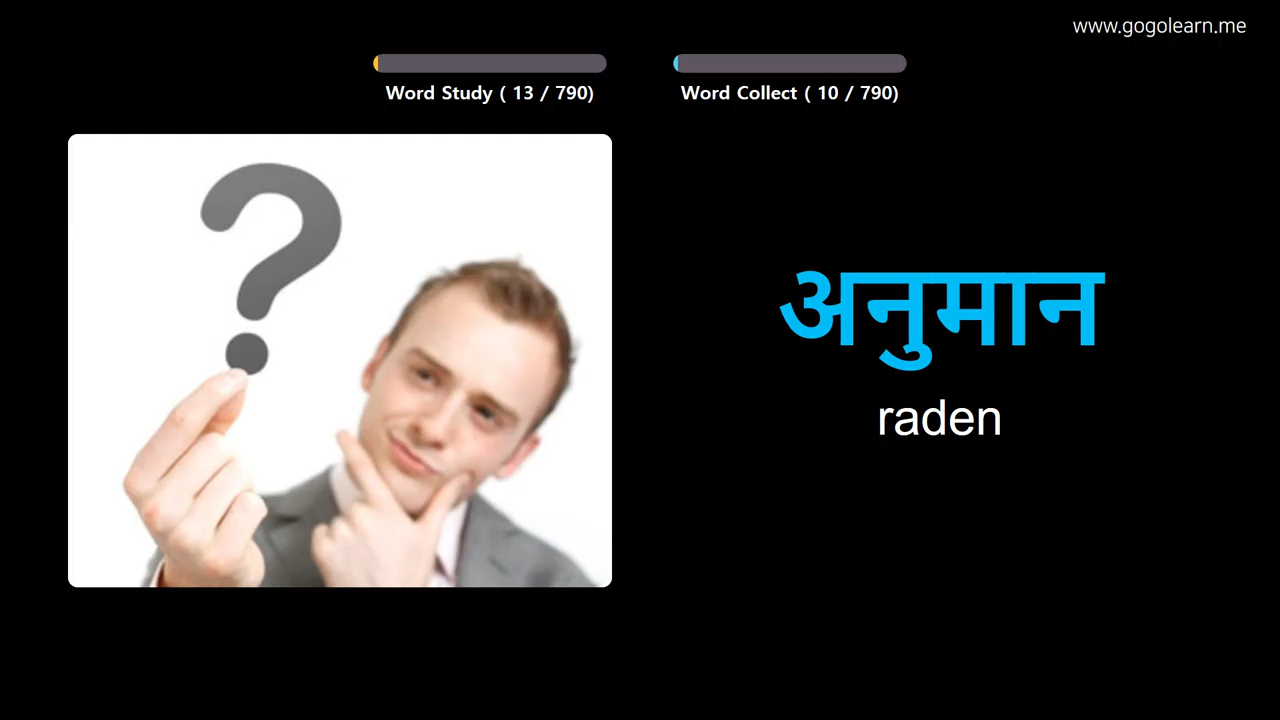 www.gogolearn.me
Word Study ( 13 / 790)
Word Collect ( 10 / 790)
?
अनुमान
raden